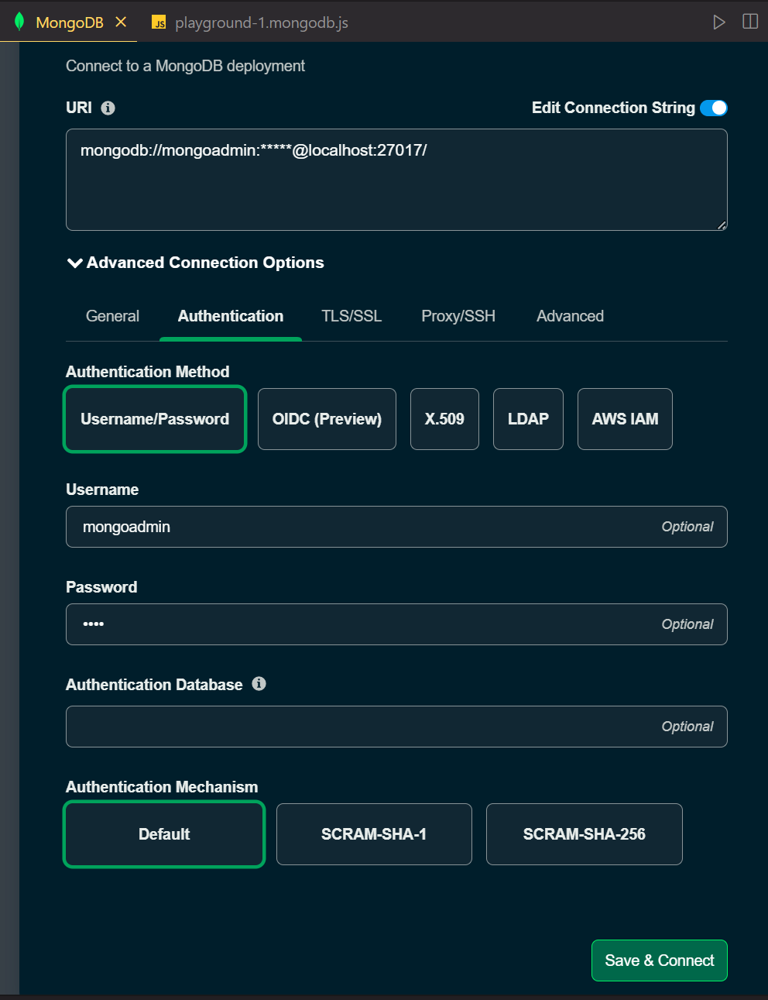 MongoDB
JS playground-1.mongodb.js
Connect to a MongoDB deployment
URI
Edit Connection String
mongodb://mongoadmin:*****@localhost:27017/
Advanced Connection Options
General Authentication TLS/SSL Proxy/SSH Advanced
Authentication Method
Username/Password OIDC (Preview) X.509 LDAP AWS IAM
Username
mongoadmin Optional
Password
•••• Optional
Authentication Database
Optional
Authentication Mechanism
Default SCRAM-SHA-1 SCRAM-SHA-256
Save & Connect